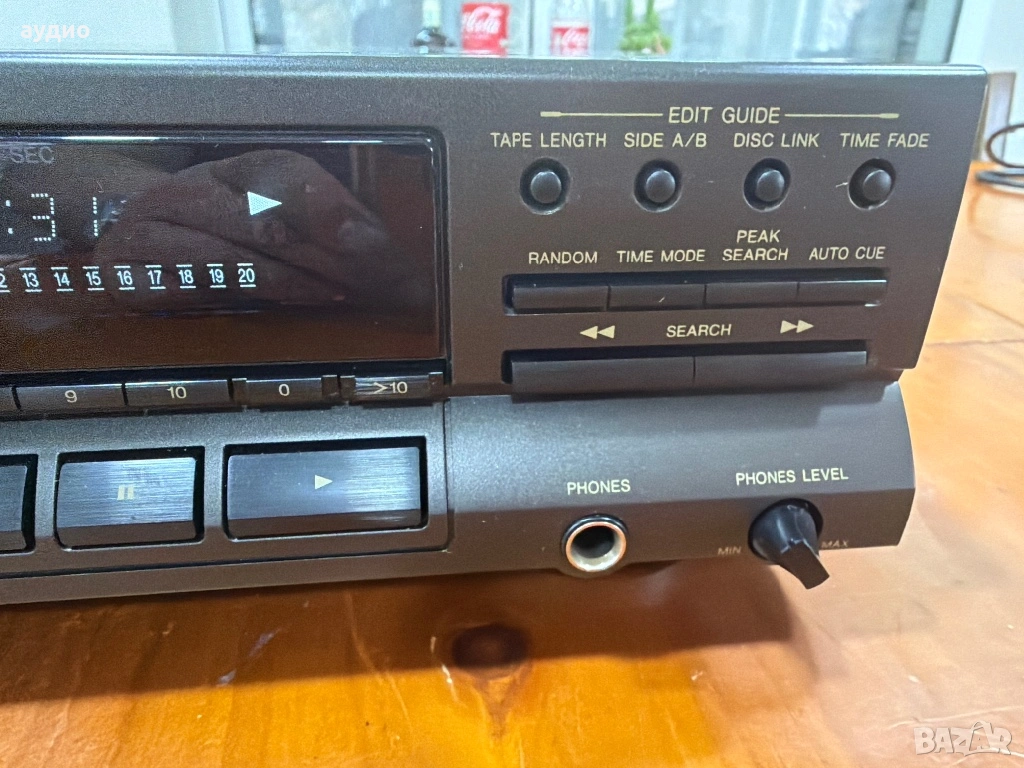 аудио
Coca-Cola
EDIT GUIDE
TAPE LENGTH SIDE A/B DISC LINK TIME FADE
SEC
:31
RANDOM TIME MODE PEAK SEARCH AUTO CUE
13 14 15 16 17 18 19 20
SEARCH
9 10 0 >10
PHONES PHONES LEVEL
MIN MAX
BAZAR